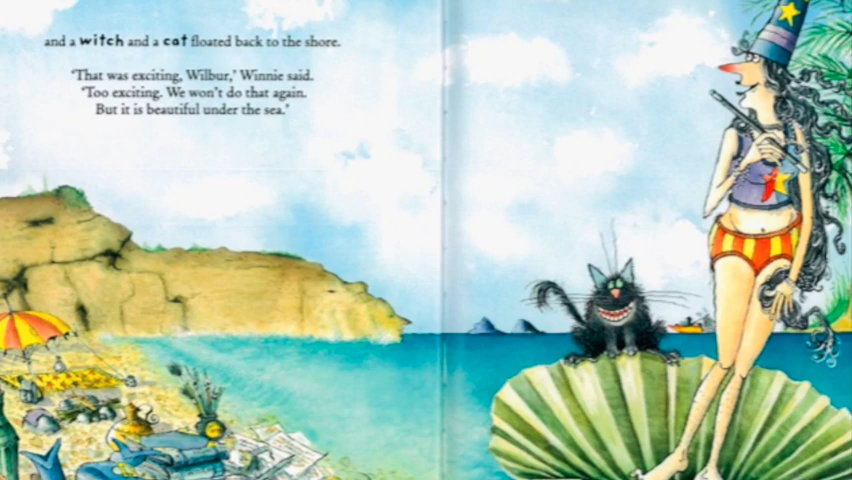 and a witch and a cat floated back to the shore.
‘That was exciting, Wilbur,’ Winnie said.
‘Too exciting. We won’t do that again.
But it is beautiful under the sea.’